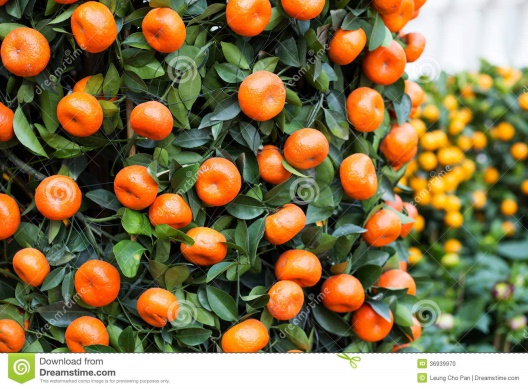 dreamstime
Download from
Dreamstime.com
This watermarked comp image is for previewing purposes only.
36939970
Leung Cho Pan | Dreamstime.com